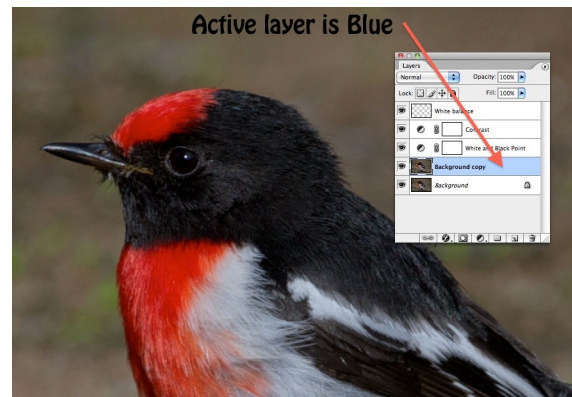 Active layer is Blue
Layers
Normal
Opacity: 100%
Lock:
Fill: 100%
White balance
Contrast
White and Black Point
Background copy
Background